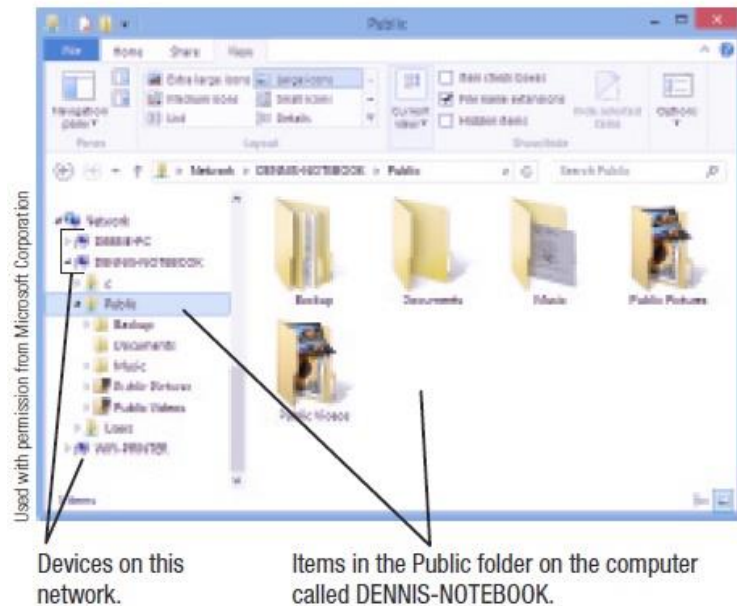 Public
File Home Share View
Extra large icons Large icons
Medium icons Small icons
List Details
Navigation pane
Panes
Layout
Current view
Item check boxes
File name extensions
Hidden items
Hide selected items
Show/hide
Options
Network DENNIS-NOTEBOOK Public
Search Public
Network
DEBBIE-PC
DENNIS-NOTEBOOK
c
Public
Backup
Documents
Music
Public Pictures
Public Videos
Users
WIFI-PRINTER
Backup Documents Music Public Pictures
Public Videos
items
Used with permission from Microsoft Corporation
Devices on this
network.
Items in the Public folder on the computer
called DENNIS-NOTEBOOK.